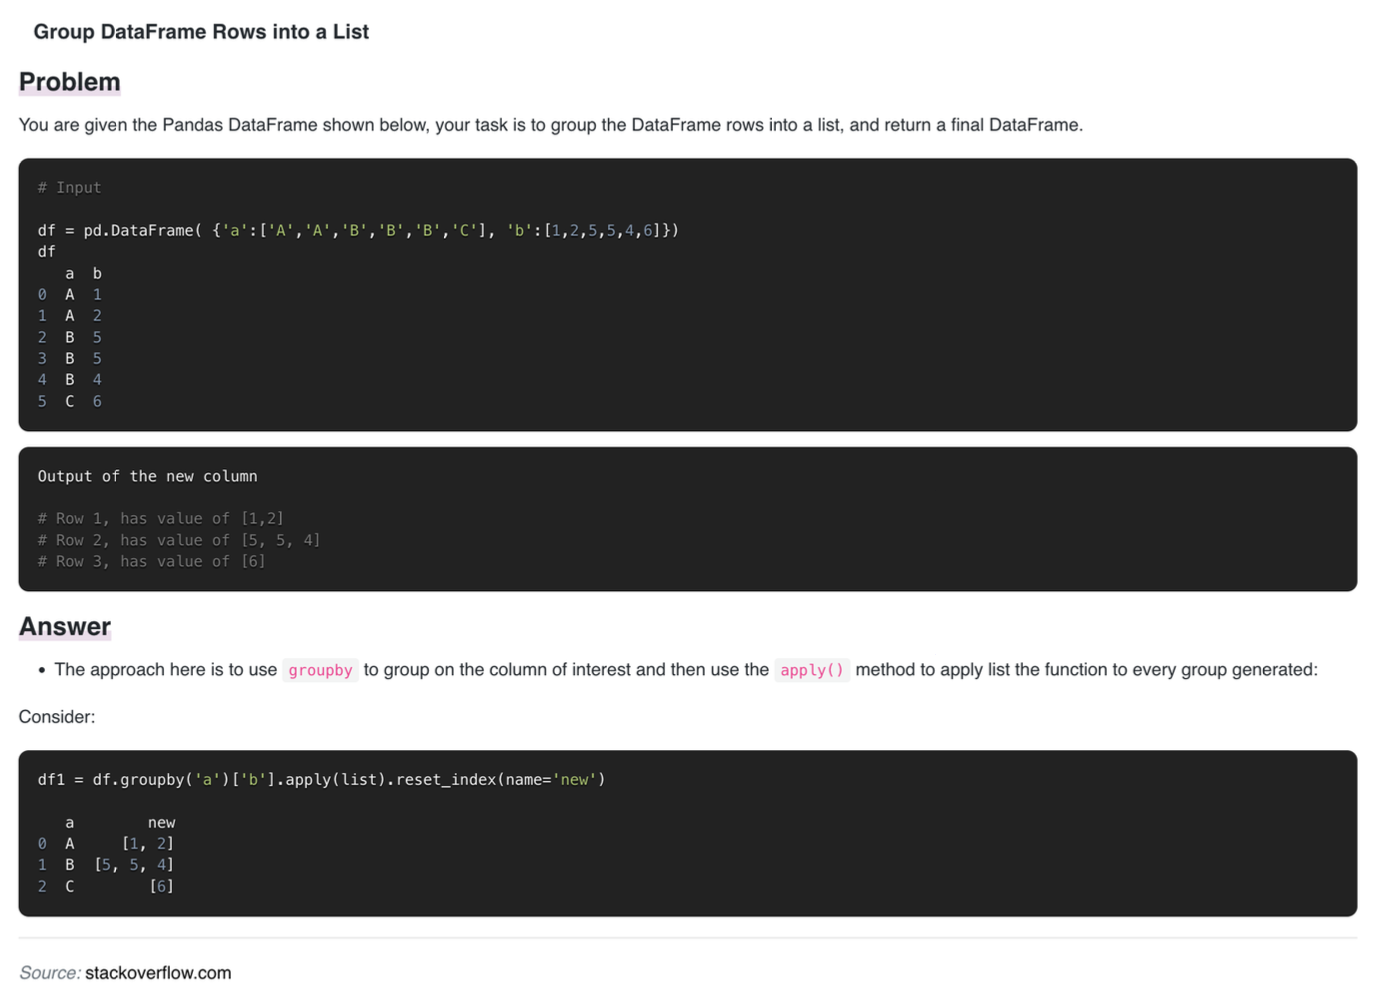 Group DataFrame Rows into a List
Problem
You are given the Pandas DataFrame shown below, your task is to group the DataFrame rows into a list, and return a final DataFrame.
# Input
df = pd.DataFrame( {'a':['A','A','B','B','B','C'], 'b':[1,2,5,5,4,6]})
df
   a  b
0  A  1
1  A  2
2  B  5
3  B  5
4  B  4
5  C  6
Output of the new column
# Row 1, has value of [1,2]
# Row 2, has value of [5, 5, 4]
# Row 3, has value of [6]
Answer
• The approach here is to use groupby to group on the column of interest and then use the apply() method to apply list the function to every group generated:
Consider:
df1 = df.groupby('a')['b'].apply(list).reset_index(name='new')
   a        new
0  A     [1, 2]
1  B  [5, 5, 4]
2  C        [6]
Source: stackoverflow.com